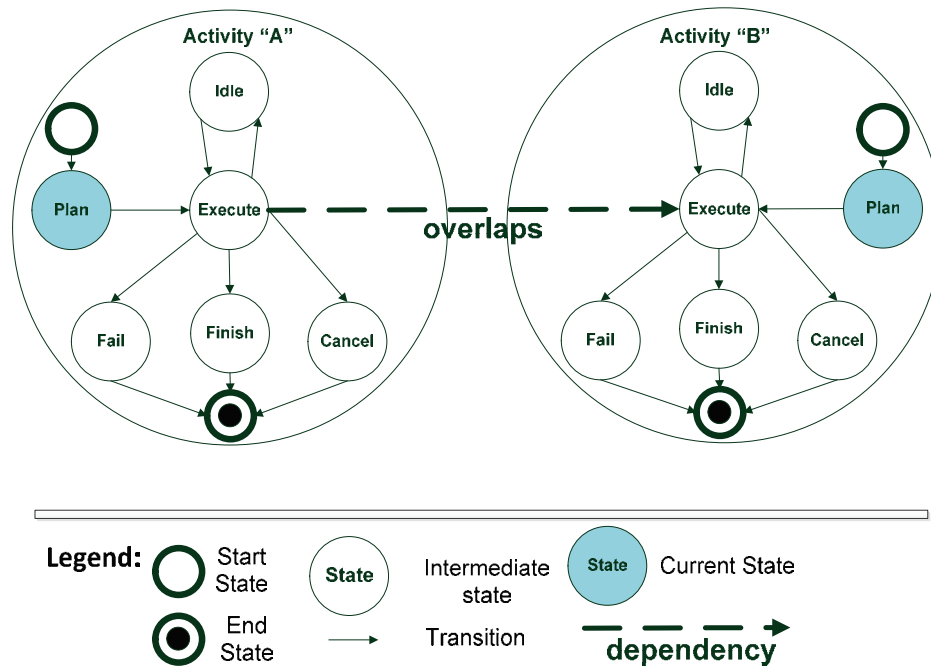 Activity “A”
Idle
Plan
Execute
Fail
Finish
Cancel
overlaps
Activity “B”
Idle
Execute
Plan
Fail
Finish
Cancel
Legend:
Start
State
State
Intermediate
state
State
Current State
End
State
Transition
dependency